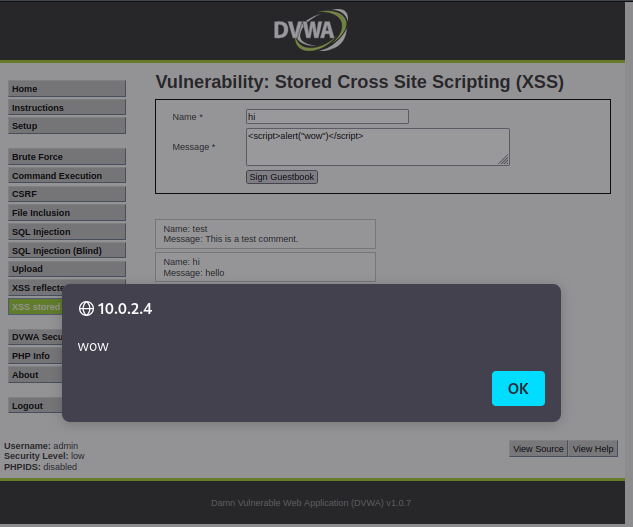 DVWA
Vulnerability: Stored Cross Site Scripting (XSS)
Home
Instructions
Setup
Brute Force
Command Execution
CSRF
File Inclusion
SQL Injection
SQL Injection (Blind)
Upload
XSS reflecte
XSS stored
DVWA Secu
PHP Info
About
Logout
Name * hi
Message * <script>alert("wow")</script>
Sign Guestbook
Name: test
Message: This is a test comment.
Name: hi
Message: hello
10.0.2.4
wow
OK
Username: admin
Security Level: low
PHPIDS: disabled
View Source View Help
Damn Vulnerable Web Application (DVWA) v1.0.7